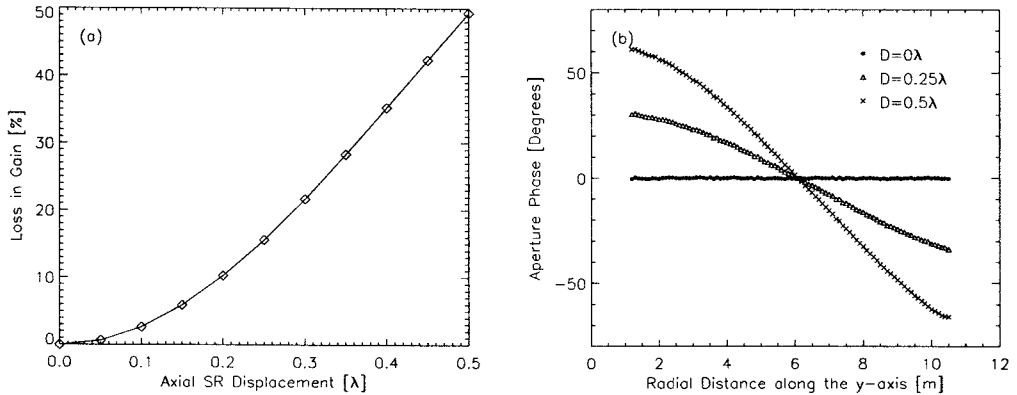 (a)
Loss in Gain [%]
50
40
30
20
10
0
0.0 0.1 0.2 0.3 0.4 0.5
Axial SR Displacement [λ]
(b)
D=0λ
D=0.25λ
D=0.5λ
Aperture Phase [Degrees]
50
0
−50
0 2 4 6 8 10 12
Radial Distance along the y−axis [m]